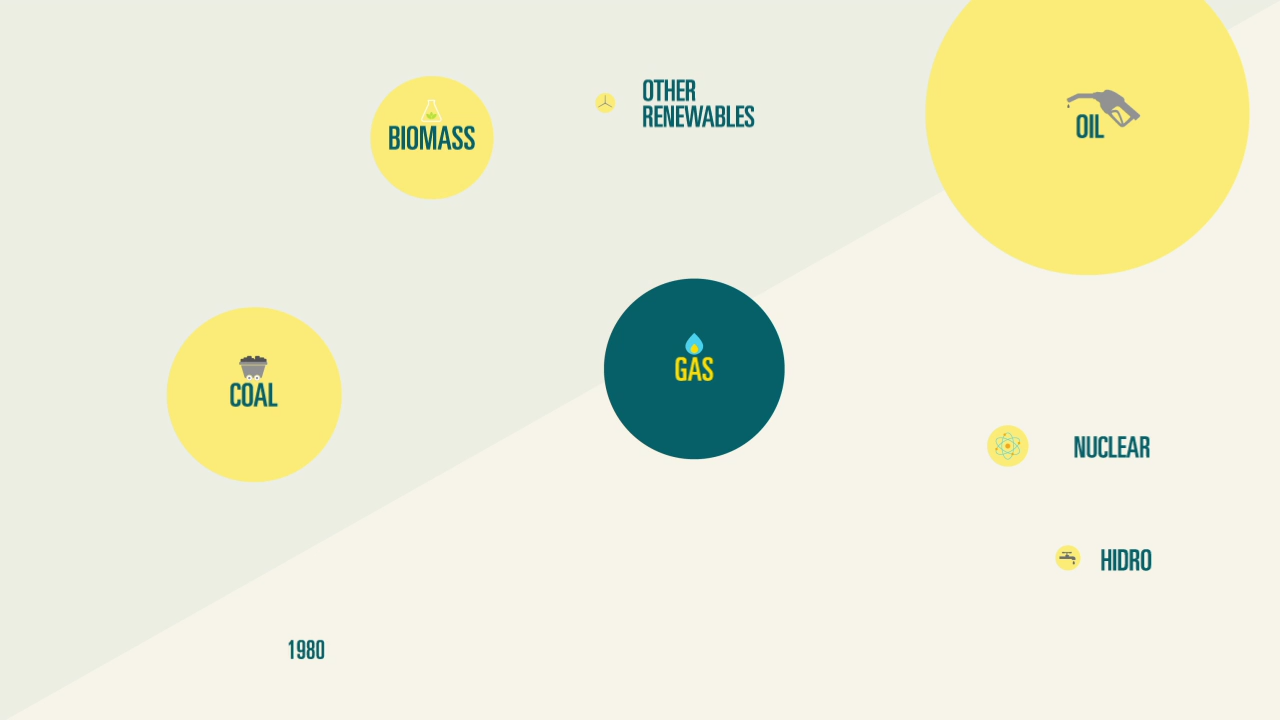 OTHER
RENEWABLES
BIOMASS
OIL
GAS
COAL
NUCLEAR
HIDRO
1980